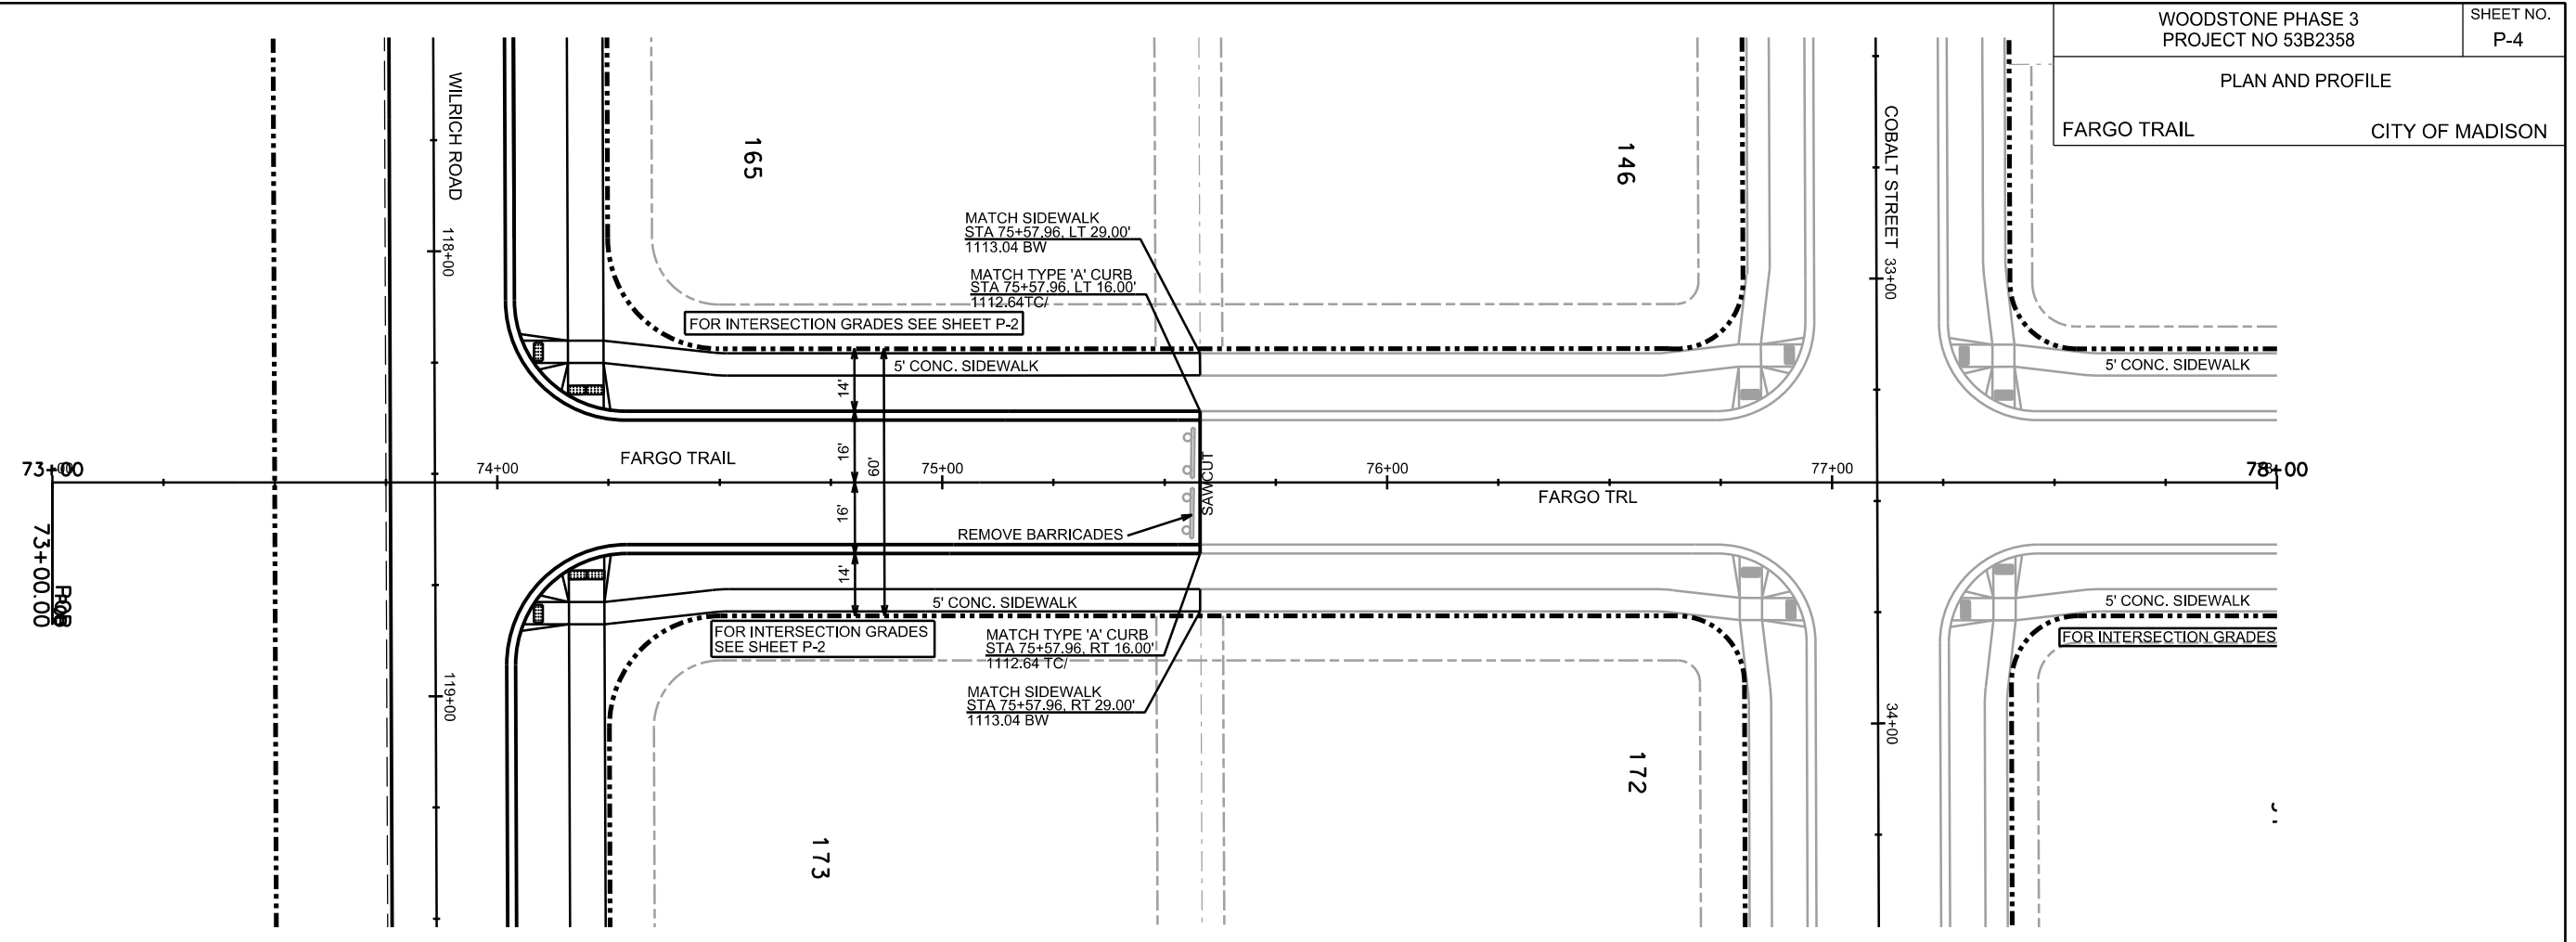 WOODSTONE PHASE 3
PROJECT NO 53B2358
SHEET NO.
P-4
PLAN AND PROFILE
FARGO TRAIL
CITY OF MADISON
WILRICH ROAD
118+00
119+00
165
146
COBALT STREET
33+00
34+00
MATCH SIDEWALK
STA 75+57.96, LT 29.00'
1113.04 BW
MATCH TYPE 'A' CURB
STA 75+57.96, LT 16.00'
1112.64TC/
FOR INTERSECTION GRADES SEE SHEET P-2
5' CONC. SIDEWALK
5' CONC. SIDEWALK
14'
16'
60'
16'
14'
73+00
74+00
75+00
76+00
77+00
78+00
FARGO TRAIL
FARGO TRL
SAWCUT
REMOVE BARRICADES
73+00.00
5' CONC. SIDEWALK
5' CONC. SIDEWALK
FOR INTERSECTION GRADES
SEE SHEET P-2
FOR INTERSECTION GRADES
MATCH TYPE 'A' CURB
STA 75+57.96, RT 16.00'
1112.64 TC/
MATCH SIDEWALK
STA 75+57.96, RT 29.00'
1113.04 BW
173
172